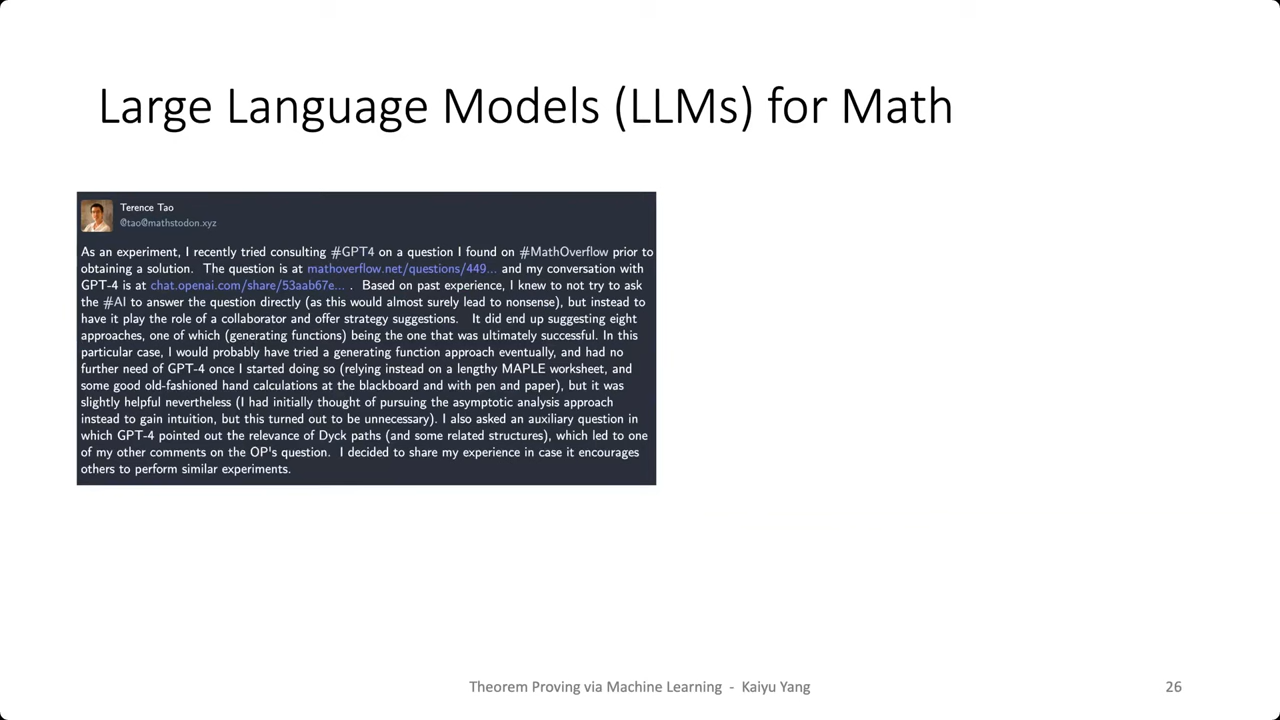 Large Language Models (LLMs) for Math
Terence Tao
@tao@mathstodon.xyz
As an experiment, I recently tried consulting #GPT4 on a question I found on #MathOverflow prior to
obtaining a solution. The question is at mathoverflow.net/questions/449... and my conversation with
GPT-4 is at chat.openai.com/share/53aab67e... . Based on past experience, I knew to not try to ask
the #AI to answer the question directly (as this would almost surely lead to nonsense), but instead to
have it play the role of a collaborator and offer strategy suggestions. It did end up suggesting eight
approaches, one of which (generating functions) being the one that was ultimately successful. In this
particular case, I would probably have tried a generating function approach eventually, and had no
further need of GPT-4 once I started doing so (relying instead on a lengthy MAPLE worksheet, and
some good old-fashioned hand calculations at the blackboard and with pen and paper), but it was
slightly helpful nevertheless (I had initially thought of pursuing the asymptotic analysis approach
instead to gain intuition, but this turned out to be unnecessary). I also asked an auxiliary question in
which GPT-4 pointed out the relevance of Dyck paths (and some related structures), which led to one
of my other comments on the OP's question. I decided to share my experience in case it encourages
others to perform similar experiments.
Theorem Proving via Machine Learning - Kaiyu Yang
26